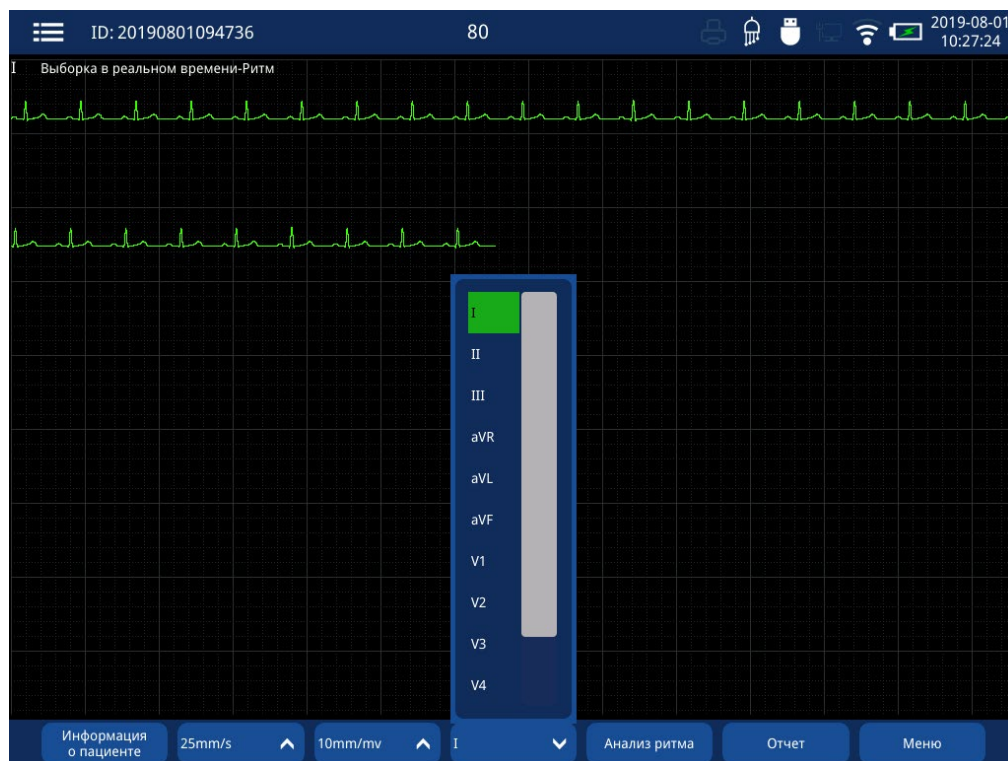 ID: 20190801094736
80
2019-08-01
10:27:24
I Выборка в реальном времени-Ритм
I
II
III
aVR
aVL
aVF
V1
V2
V3
V4
Информация
о пациенте
25mm/s
10mm/mv
I
Анализ ритма
Отчет
Меню